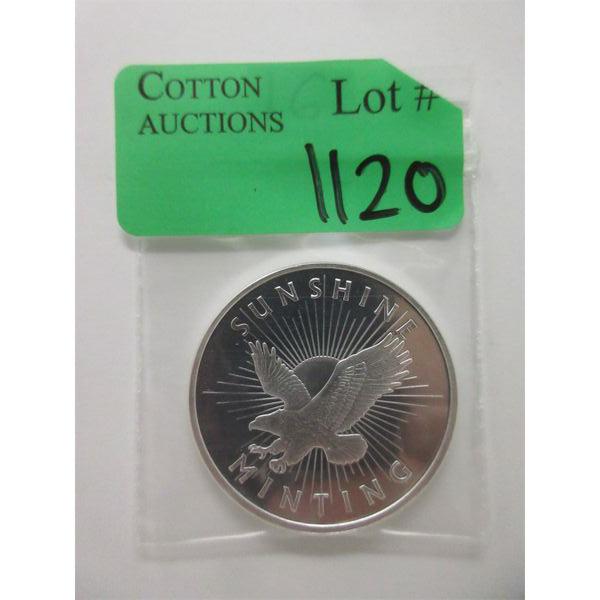 COTTON
AUCTIONS
Lot #
1120
SUNSHINE
MINTING